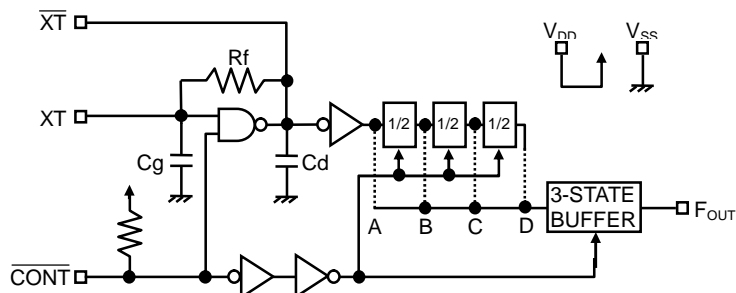 XT
VDD
VSS
Rf
XT
1/2
1/2
1/2
Cg
Cd
A
B
C
D
3-STATE
BUFFER
FOUT
CONT